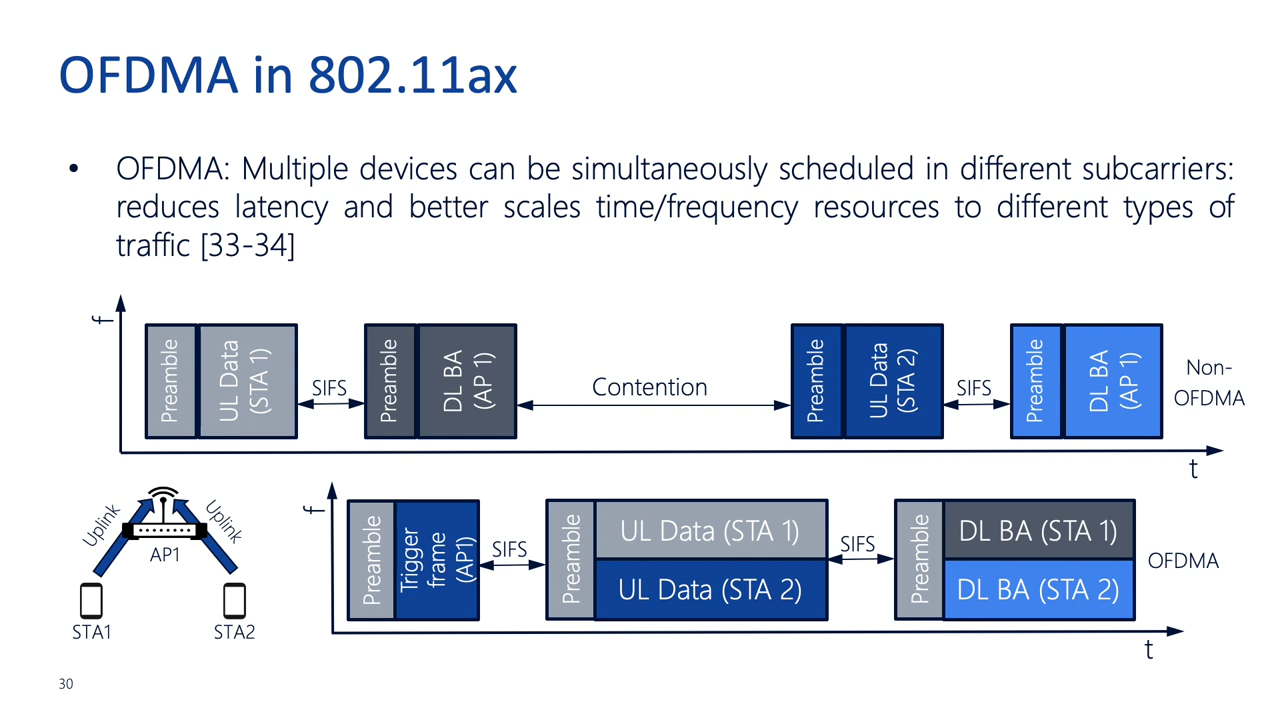 OFDMA in 802.11ax
• OFDMA: Multiple devices can be simultaneously scheduled in different subcarriers:
reduces latency and better scales time/frequency resources to different types of
traffic [33-34]
f
Preamble
UL Data
(STA 1)
SIFS
Preamble
DL BA
(AP 1)
Contention
Preamble
UL Data
(STA 2)
SIFS
Preamble
DL BA
(AP 1)
Non-
OFDMA
t
Uplink
Uplink
AP1
STA1
STA2
f
Preamble
Trigger
frame
(AP1)
SIFS
Preamble
UL Data (STA 1)
UL Data (STA 2)
SIFS
Preamble
DL BA (STA 1)
DL BA (STA 2)
OFDMA
t
30